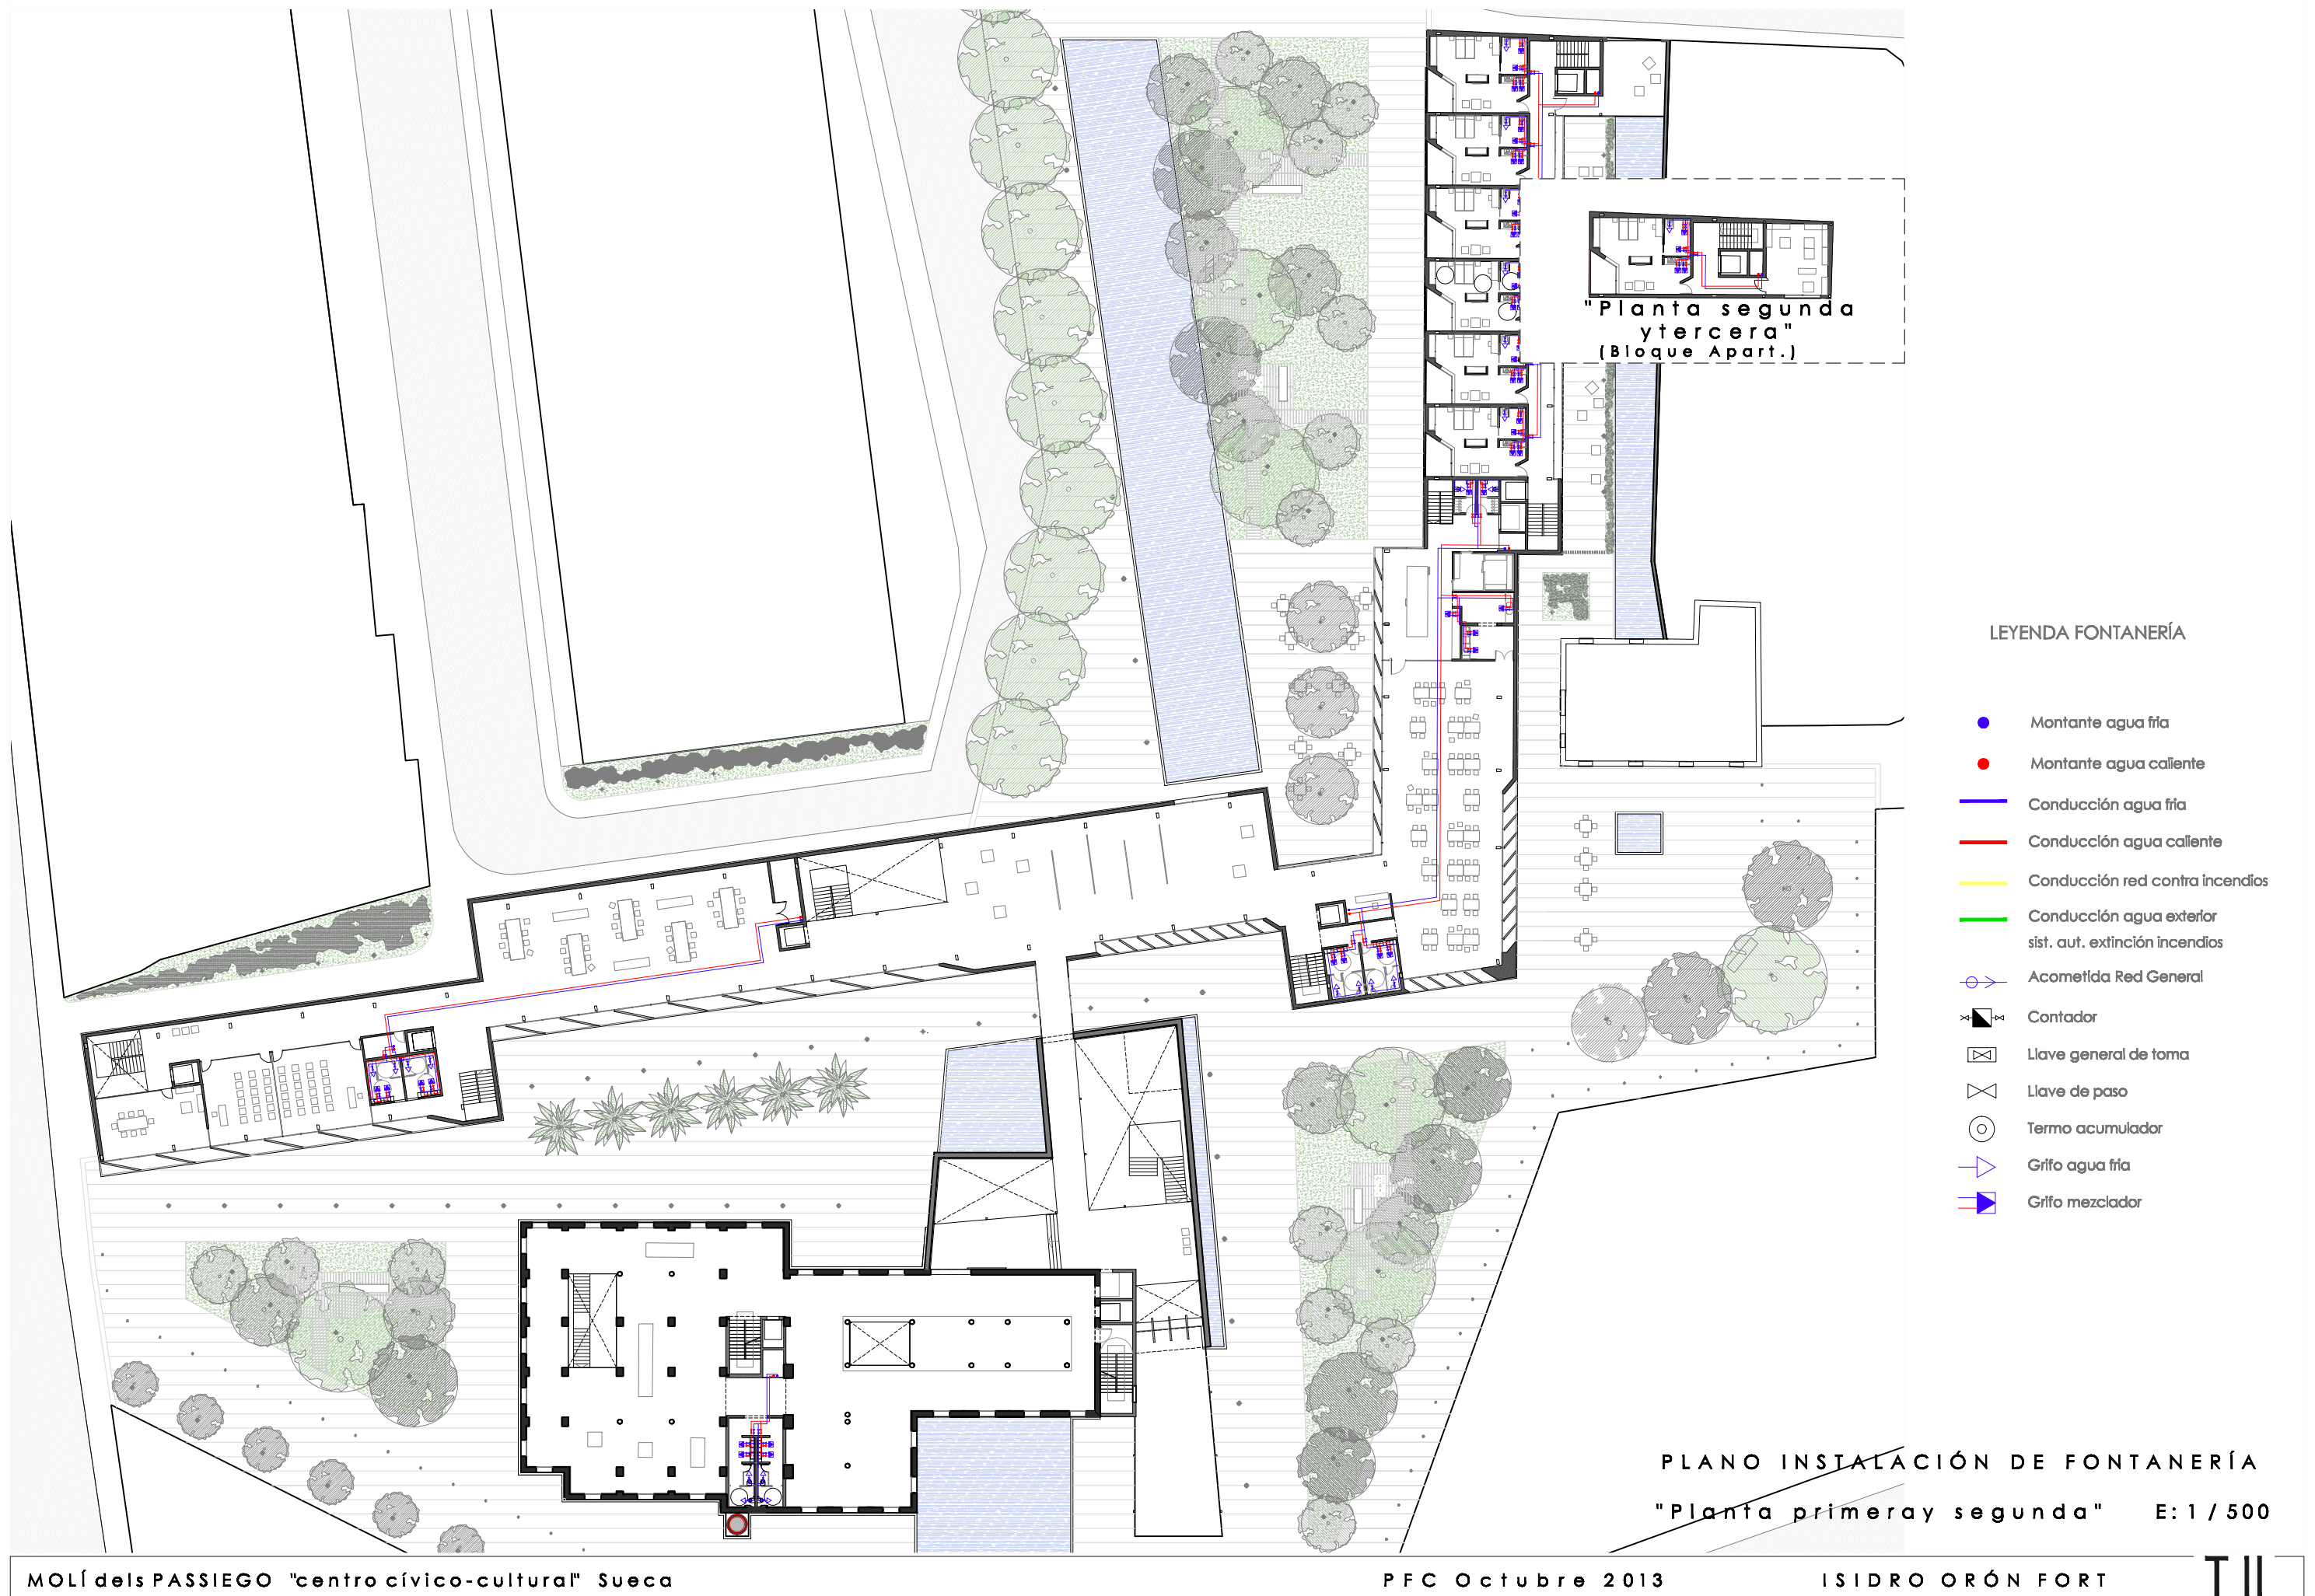 "Planta segunda
ytercera"
(Bloque Apart.)
LEYENDA FONTANERÍA
Montante agua fria
Montante agua caliente
Conducción agua fria
Conducción agua caliente
Conducción red contra incendios
Conducción agua exterior
sist. aut. extinción incendios
Acometida Red General
Contador
Llave general de toma
Llave de paso
Termo acumulador
Grifo agua fria
Grifo mezclador
PLANO INSTALACIÓN DE FONTANERÍA
"Planta primeray segunda" E: 1 / 500
MOLÍ dels PASSIEGO "centro cívico-cultural" Sueca PFC Octubre 2013 ISIDRO ORÓN FORT